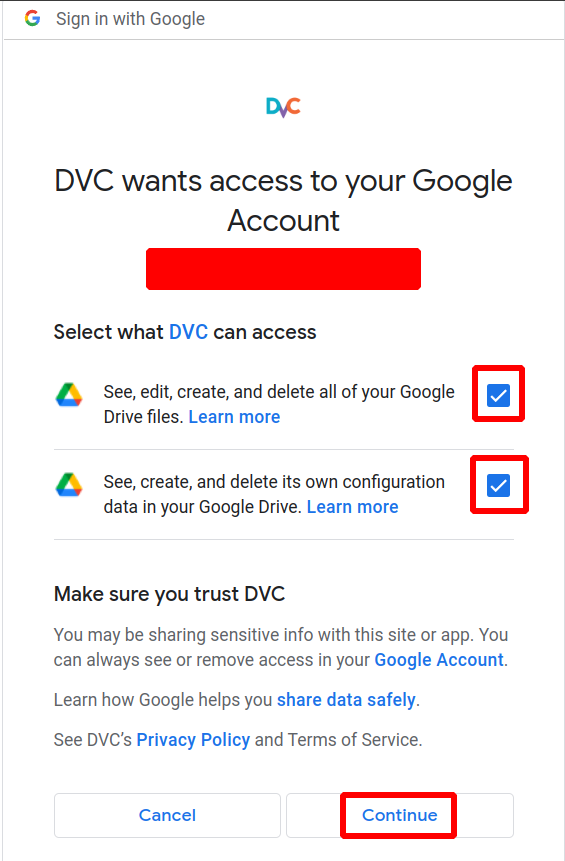 Sign in with Google
DVC
DVC wants access to your Google
Account
Select what DVC can access
See, edit, create, and delete all of your Google
Drive files. Learn more
See, create, and delete its own configuration
data in your Google Drive. Learn more
Make sure you trust DVC
You may be sharing sensitive info with this site or app. You
can always see or remove access in your Google Account.
Learn how Google helps you share data safely.
See DVC’s Privacy Policy and Terms of Service.
Cancel
Continue